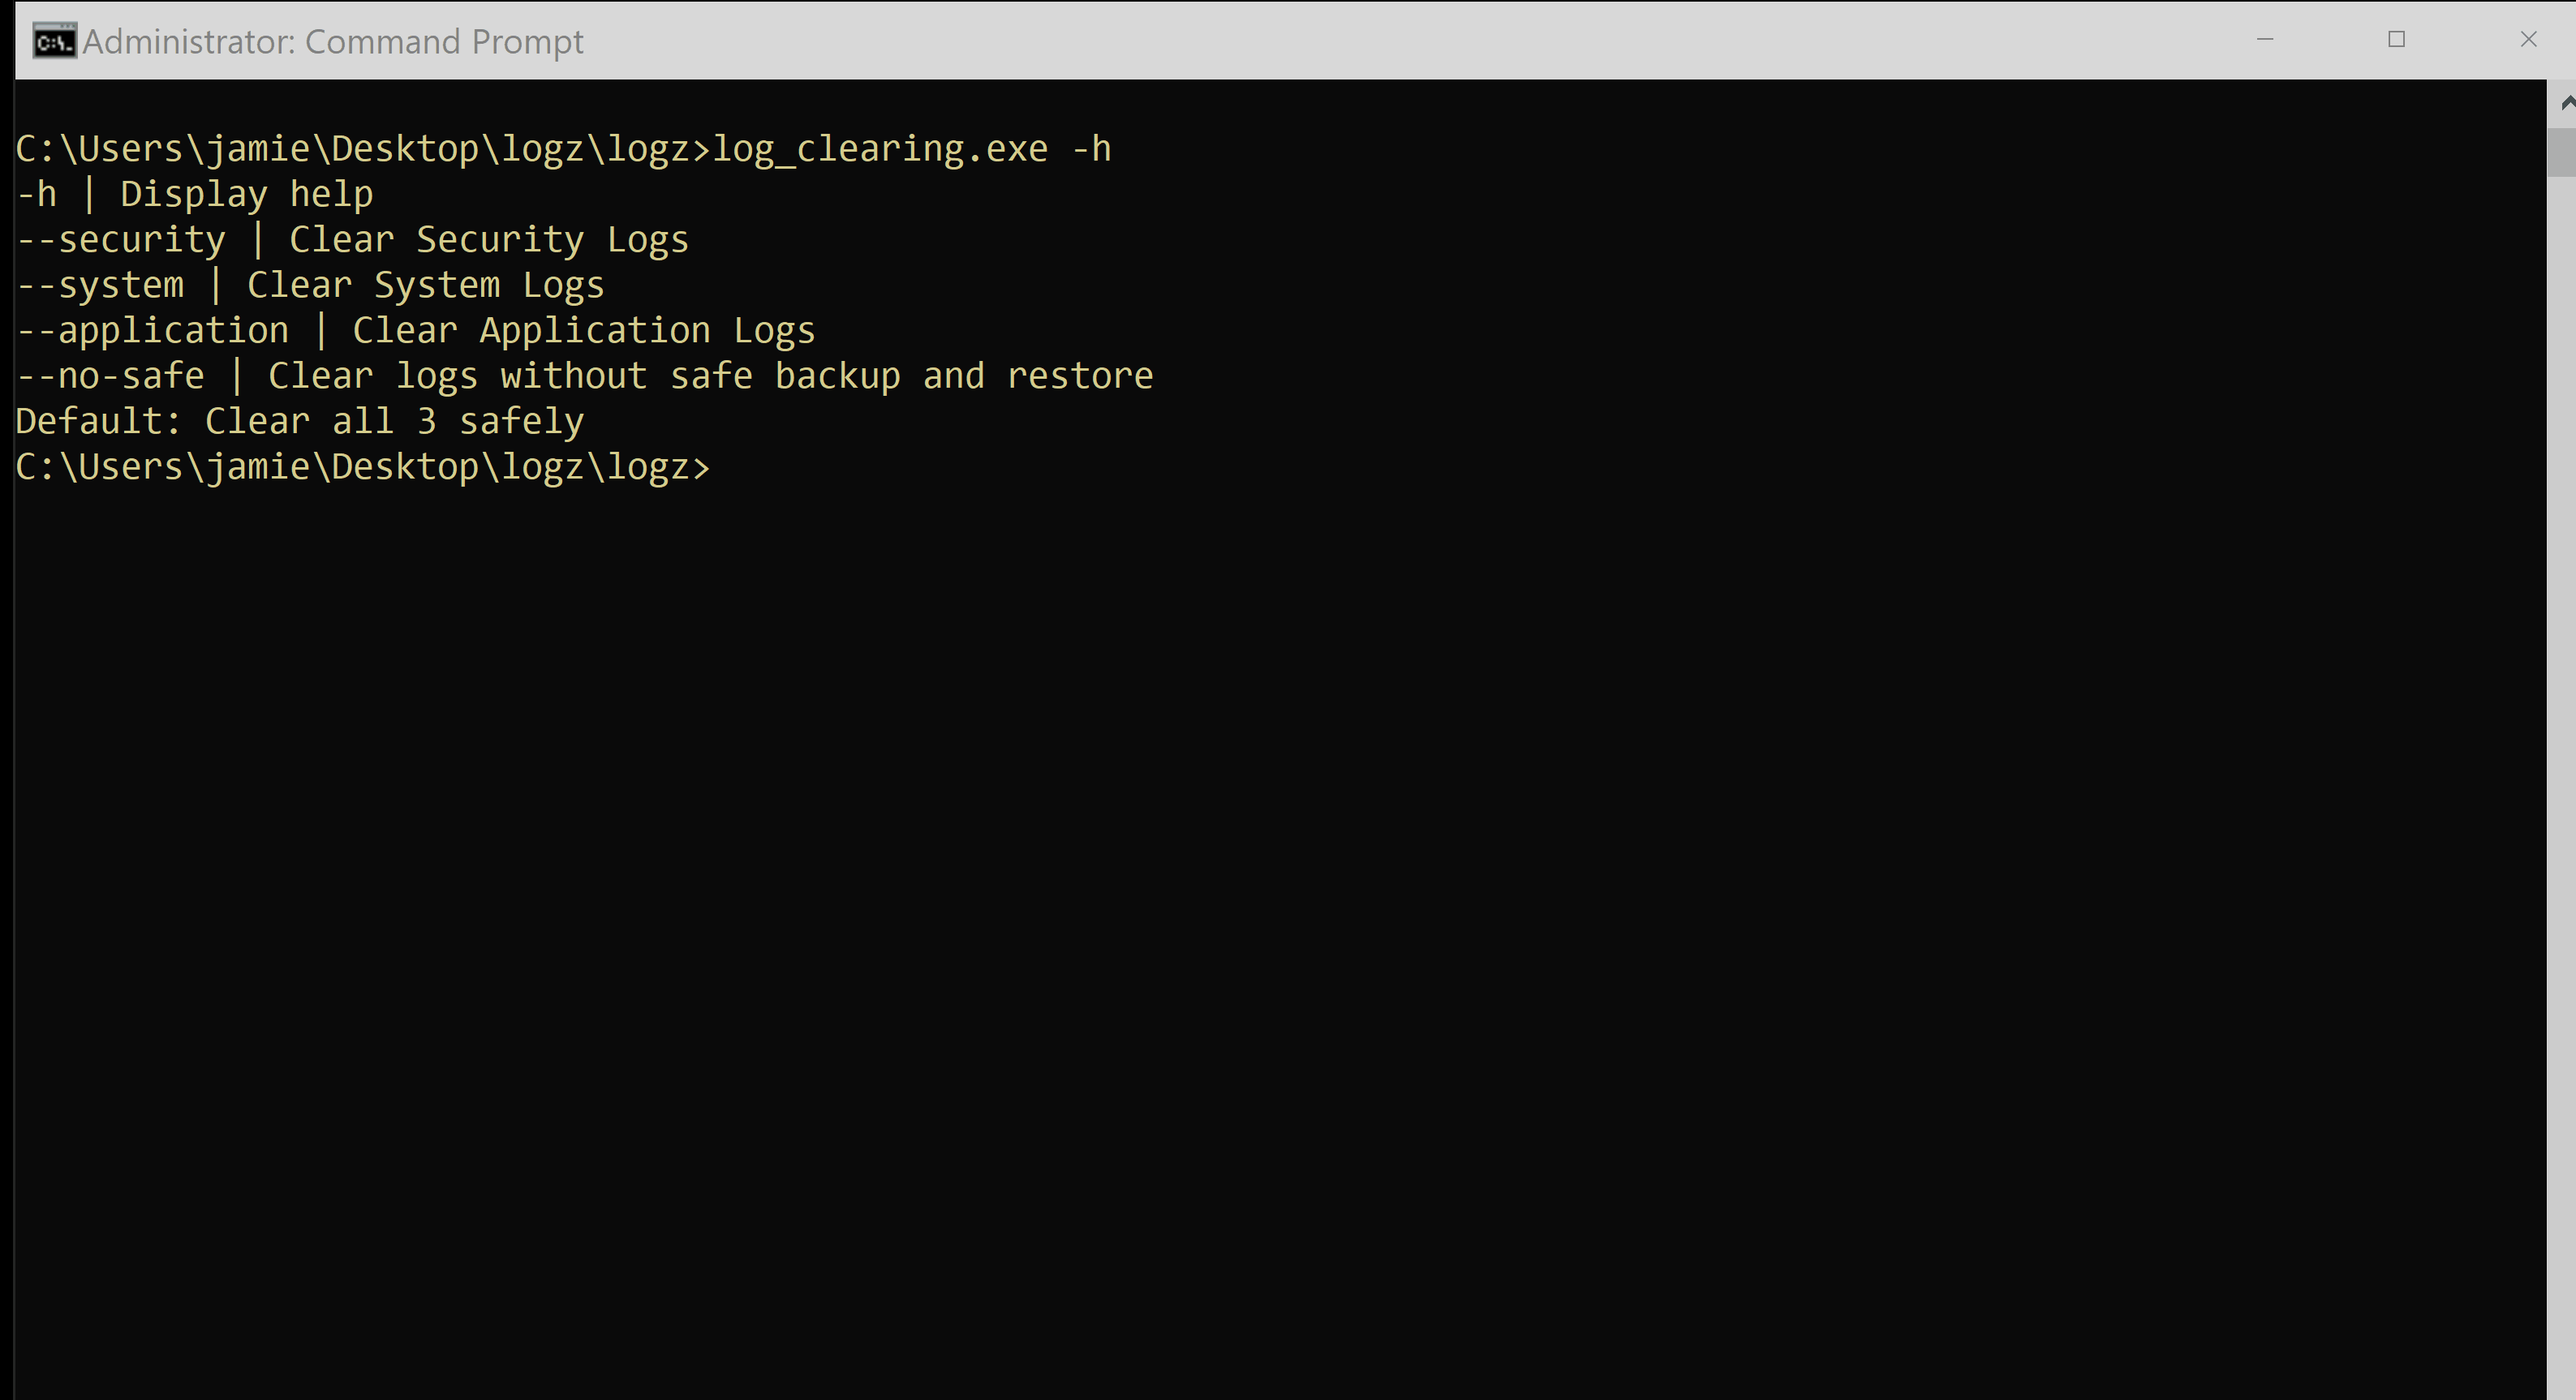 Administrator: Command Prompt
C:\Users\jamie\Desktop\logz\logz>log_clearing.exe -h
-h | Display help
--security | Clear Security Logs
--system | Clear System Logs
--application | Clear Application Logs
--no-safe | Clear logs without safe backup and restore
Default: Clear all 3 safely
C:\Users\jamie\Desktop\logz\logz>